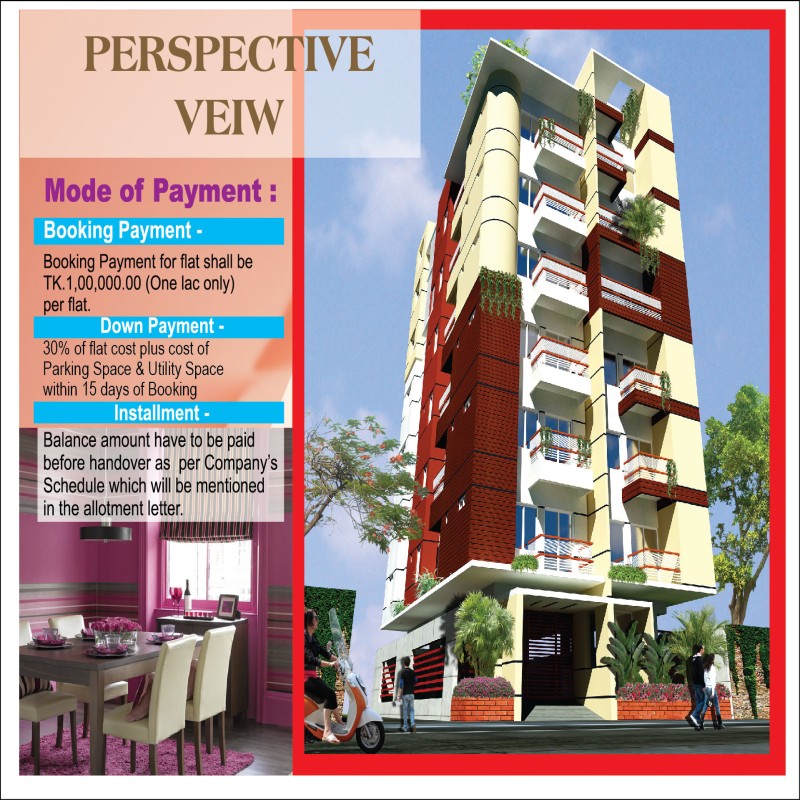 PERSPECTIVE
VEIW
Mode of Payment :
Booking Payment -
Booking Payment for flat shall be
TK.1,00,000.00 (One lac only)
per flat.
Down Payment -
30% of flat cost plus cost of
Parking Space & Utility Space
within 15 days of Booking
Installment -
Balance amount have to be paid
before handover as per Company's
Schedule which will be mentioned
in the allotment letter.